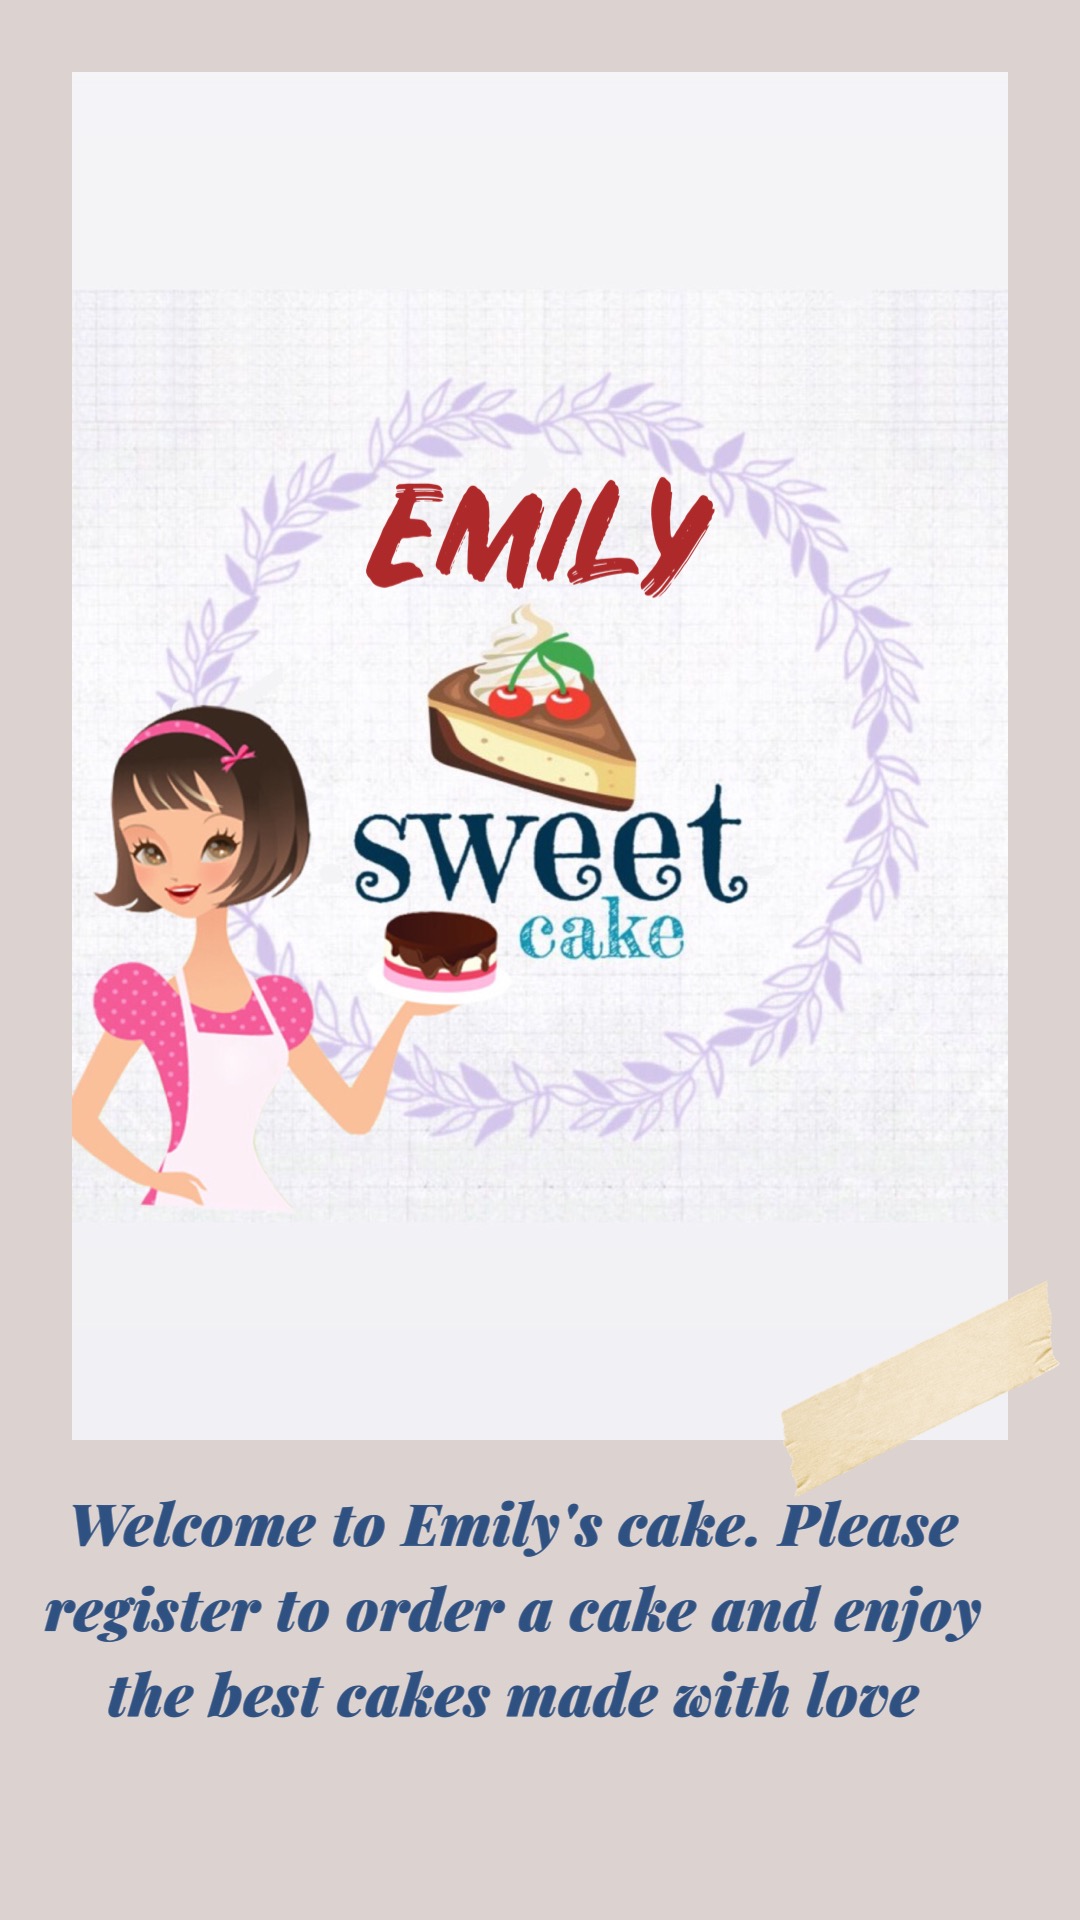 EMILY
sweet
cake
Welcome to Emily's cake. Please
register to order a cake and enjoy
the best cakes made with love